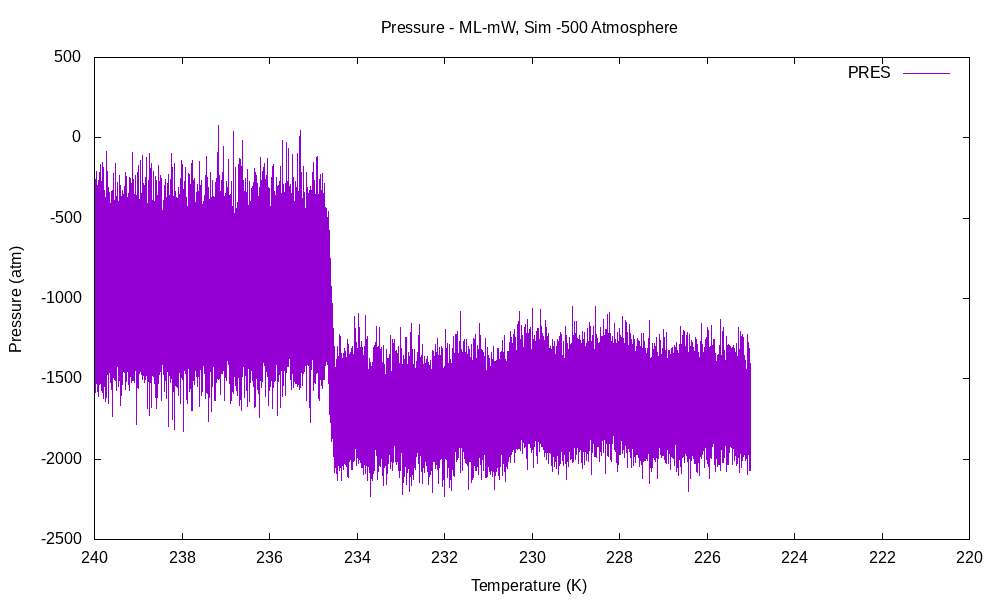 Pressure - ML-mW, Sim -500 Atmosphere
PRES
500
0
-500
-1000
-1500
-2000
-2500
Pressure (atm)
240 238 236 234 232 230 228 226 224 222 220
Temperature (K)